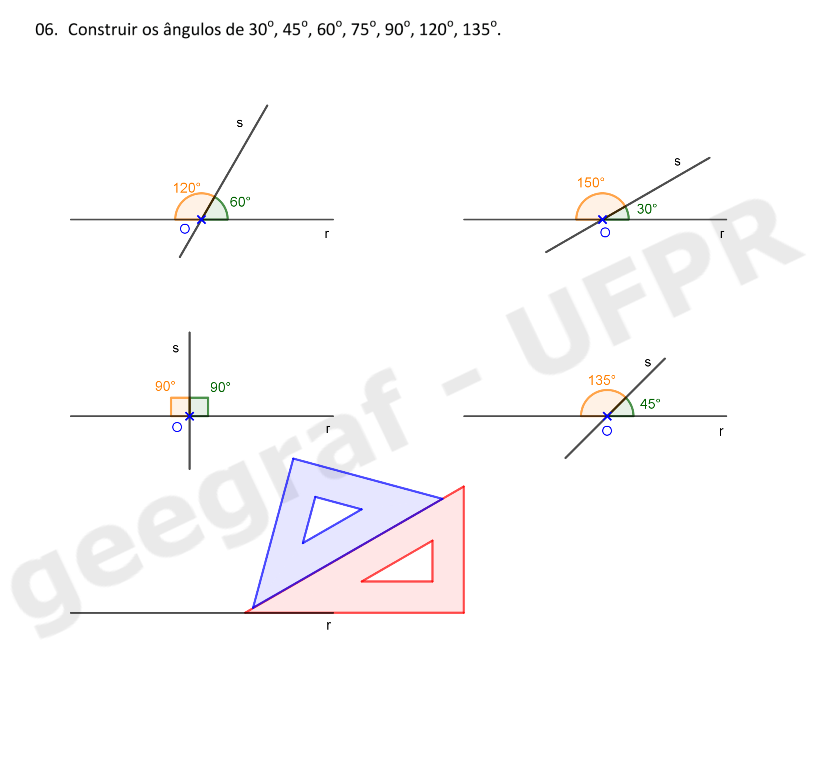 06. Construir os ângulos de 30º, 45º, 60º, 75º, 90º, 120º, 135º.
s
120°
60°
O
r
s
150°
30°
O
r
s
90°
90°
O
r
s
135°
45°
O
r
r
geegraf - UFPR